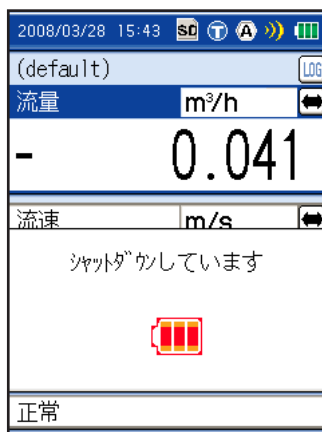 2008/03/28 15:43 SD T A
(default) LOG
流量 m³/h
- 0.041
流速 m/s
ｼｬｯﾄﾀﾞｳﾝしています
正常